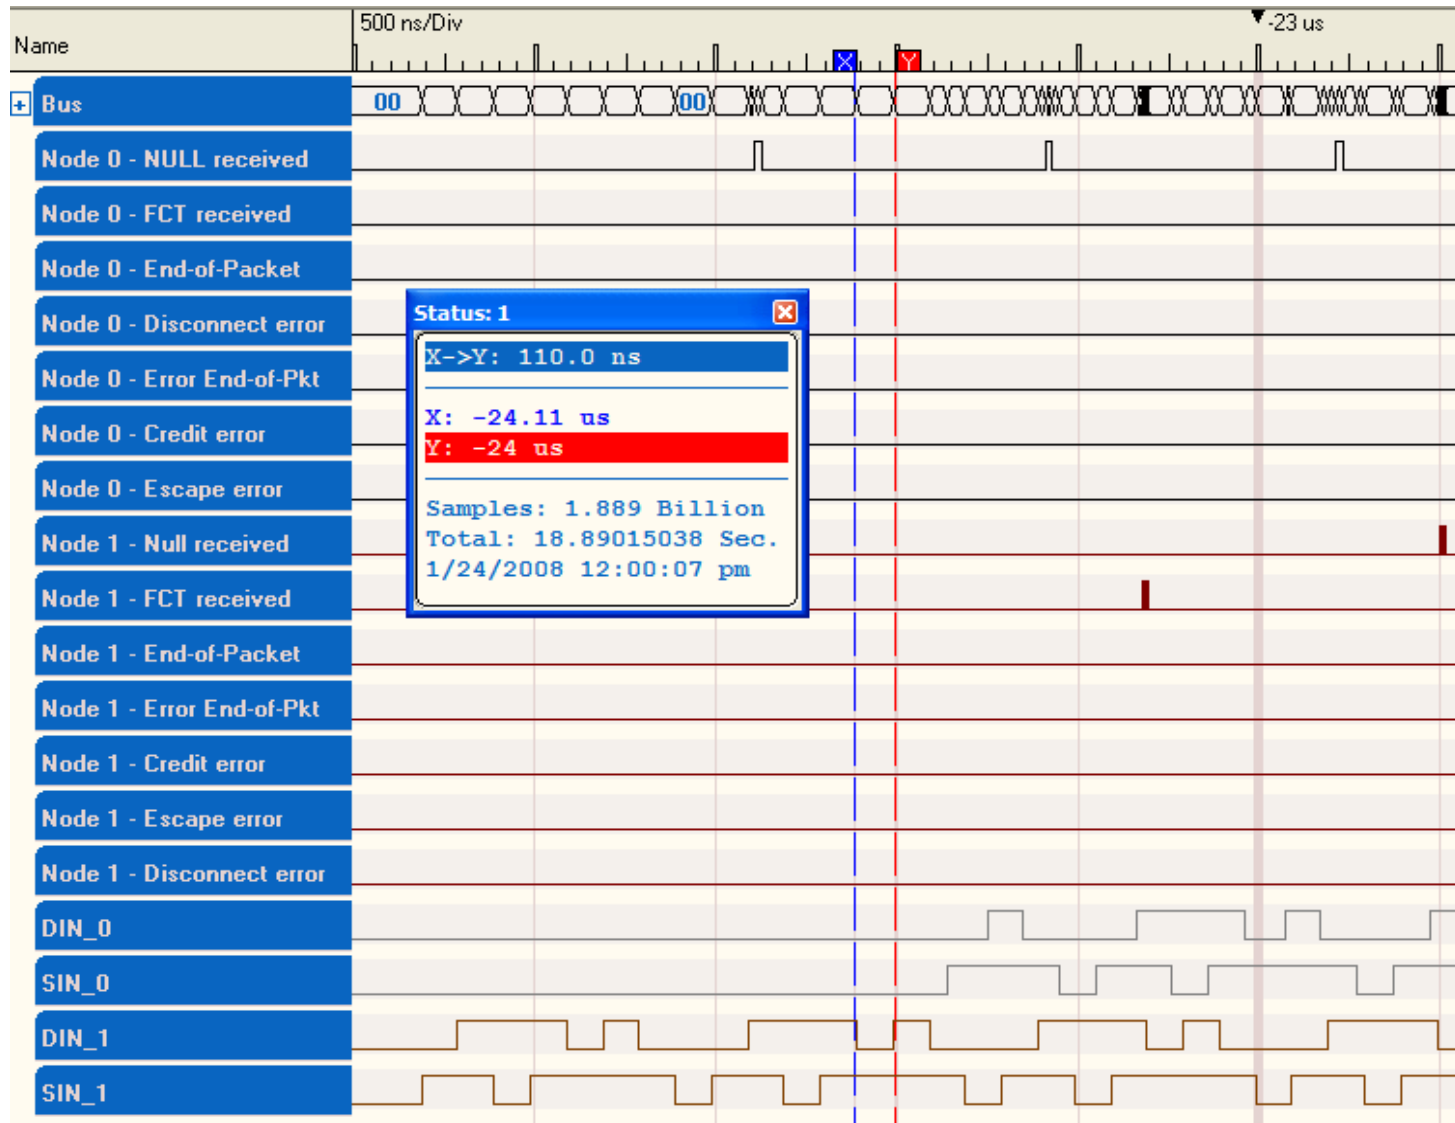 500 ns/Div
-23 us
Name
X
Y
+ Bus
00
00
Node 0 - NULL received
Node 0 - FCT received
Node 0 - End-of-Packet
Node 0 - Disconnect error
Node 0 - Error End-of-Pkt
Node 0 - Credit error
Node 0 - Escape error
Node 1 - Null received
Node 1 - FCT received
Node 1 - End-of-Packet
Node 1 - Error End-of-Pkt
Node 1 - Credit error
Node 1 - Escape error
Node 1 - Disconnect error
DIN_0
SIN_0
DIN_1
SIN_1
Status: 1
X->Y: 110.0 ns
X: -24.11 us
Y: -24 us
Samples: 1.889 Billion
Total: 18.89015038 Sec.
1/24/2008 12:00:07 pm